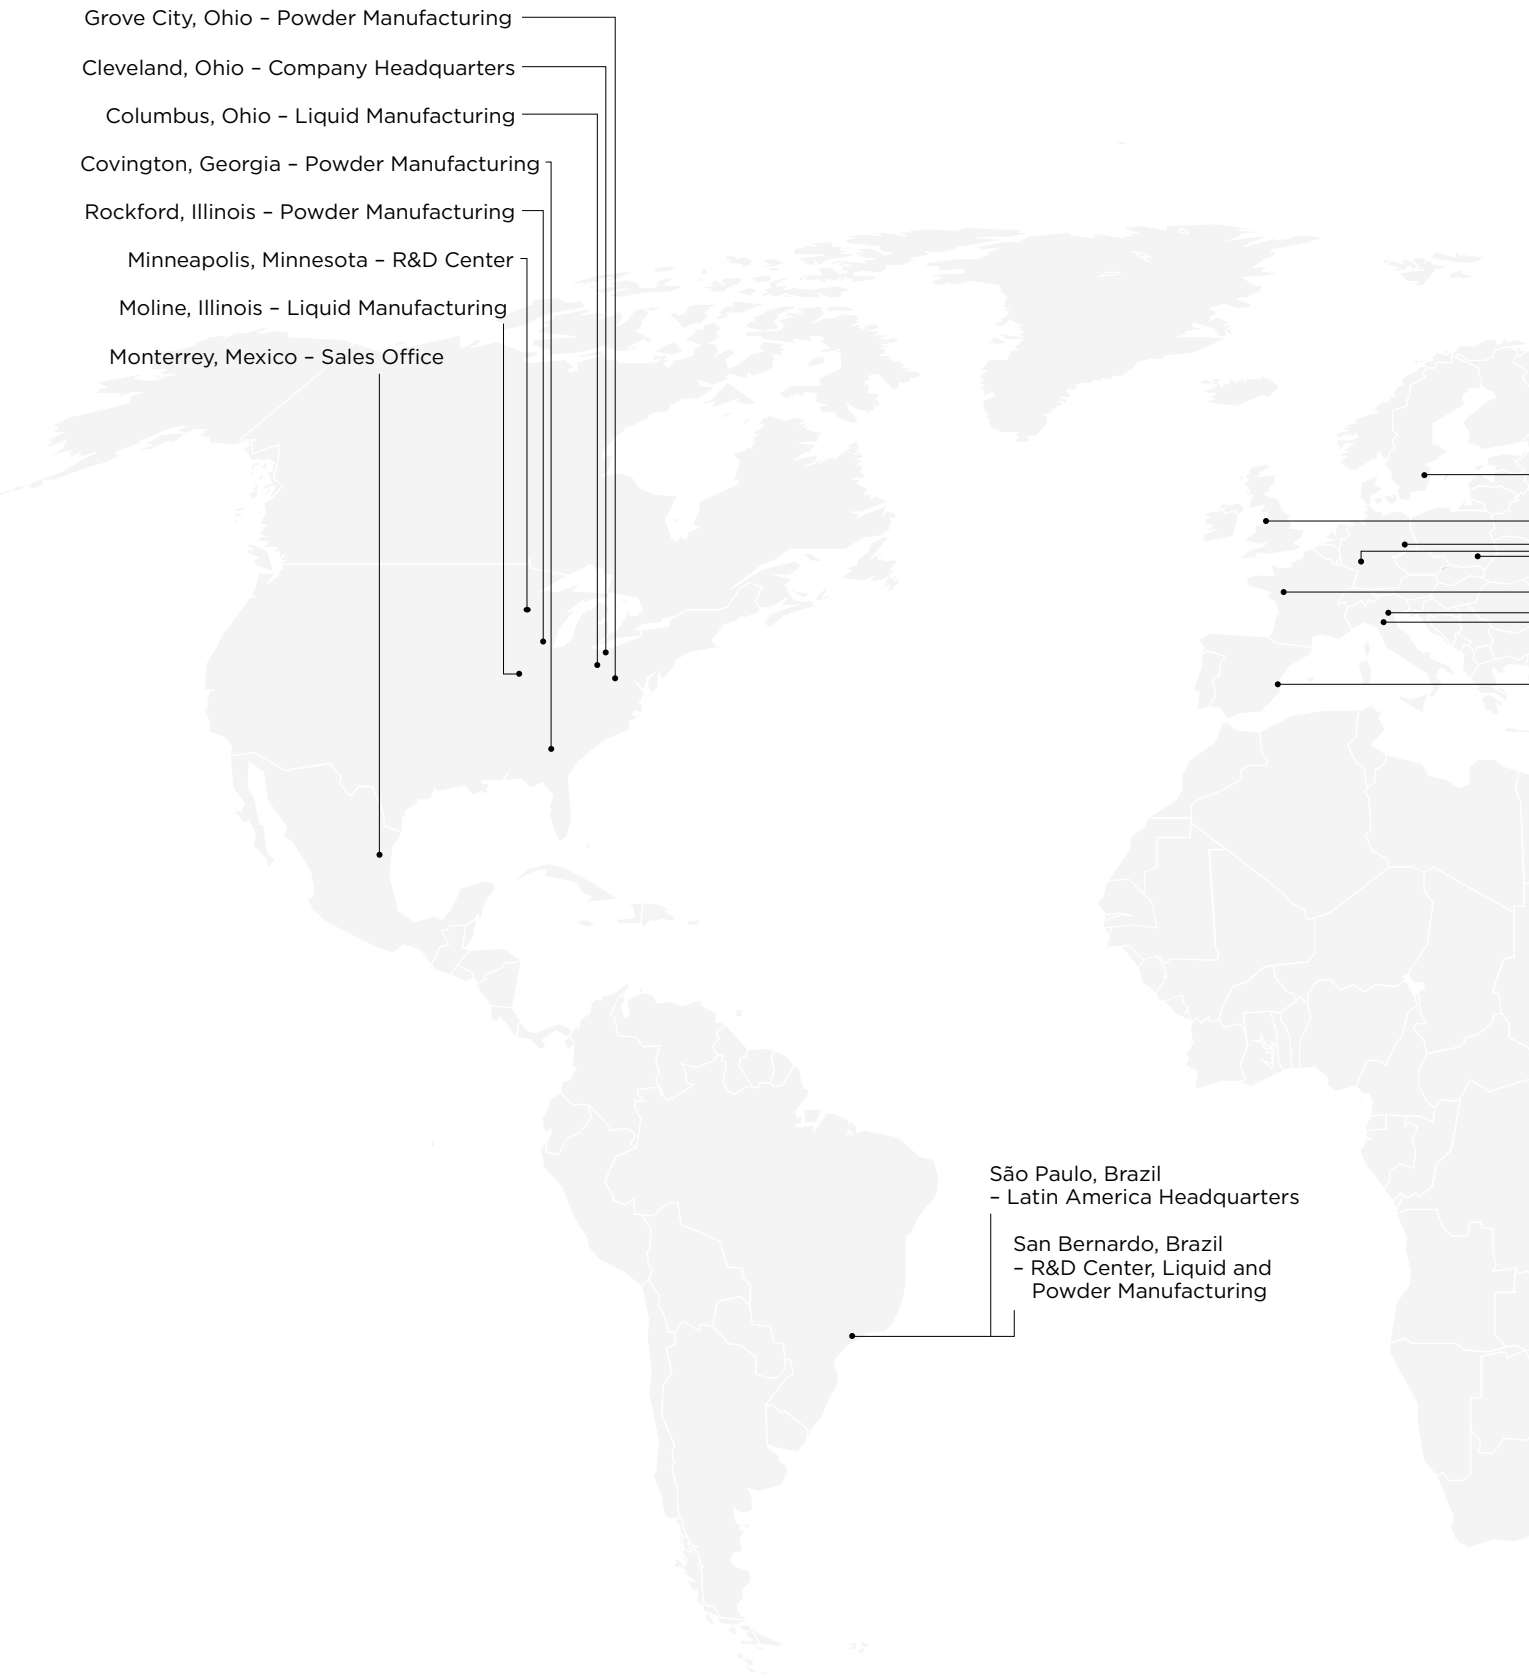 Grove City, Ohio – Powder Manufacturing
Cleveland, Ohio – Company Headquarters
Columbus, Ohio – Liquid Manufacturing
Covington, Georgia – Powder Manufacturing
Rockford, Illinois – Powder Manufacturing
Minneapolis, Minnesota – R&D Center
Moline, Illinois – Liquid Manufacturing
Monterrey, Mexico – Sales Office
São Paulo, Brazil
– Latin America Headquarters
San Bernardo, Brazil
– R&D Center, Liquid and
Powder Manufacturing